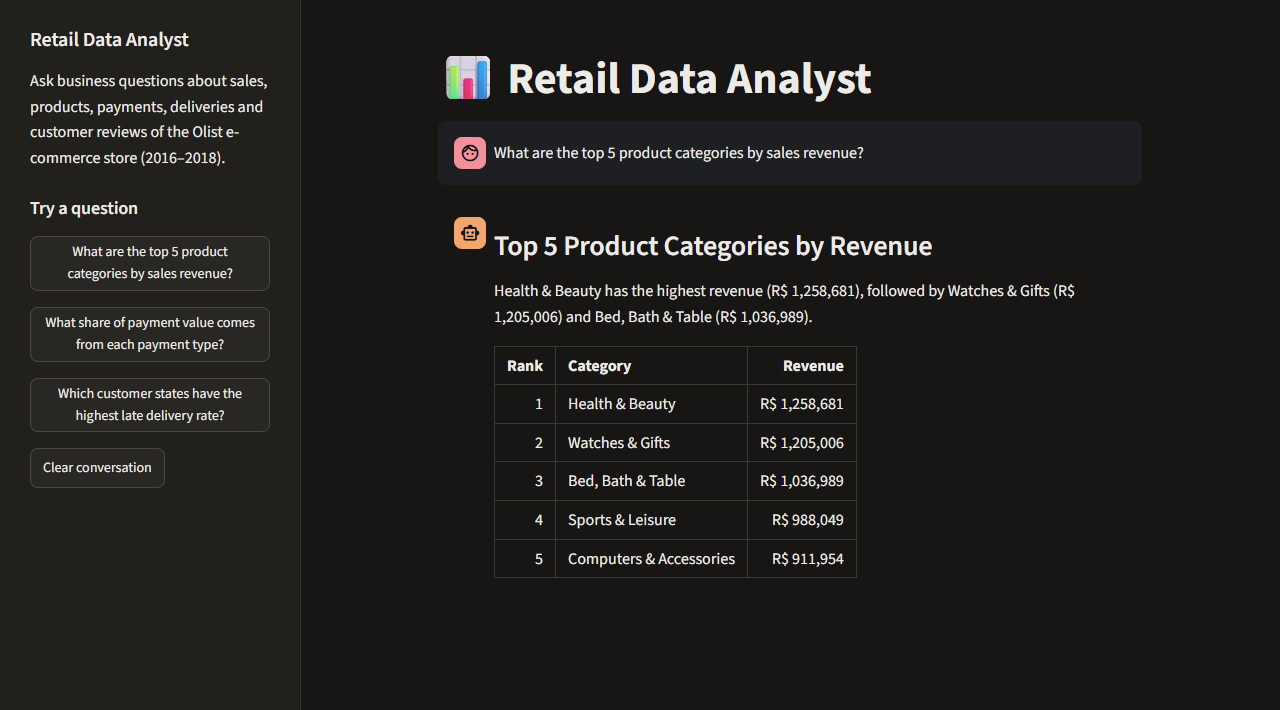 Retail Data Analyst
Ask business questions about sales,
products, payments, deliveries and
customer reviews of the Olist e-
commerce store (2016–2018).
Try a question
What are the top 5 product
categories by sales revenue?
What share of payment value comes
from each payment type?
Which customer states have the
highest late delivery rate?
Clear conversation
Retail Data Analyst
What are the top 5 product categories by sales revenue?
Top 5 Product Categories by Revenue
Health & Beauty has the highest revenue (R$ 1,258,681), followed by Watches & Gifts (R$
1,205,006) and Bed, Bath & Table (R$ 1,036,989).
Rank Category Revenue
1 Health & Beauty R$ 1,258,681
2 Watches & Gifts R$ 1,205,006
3 Bed, Bath & Table R$ 1,036,989
4 Sports & Leisure R$ 988,049
5 Computers & Accessories R$ 911,954